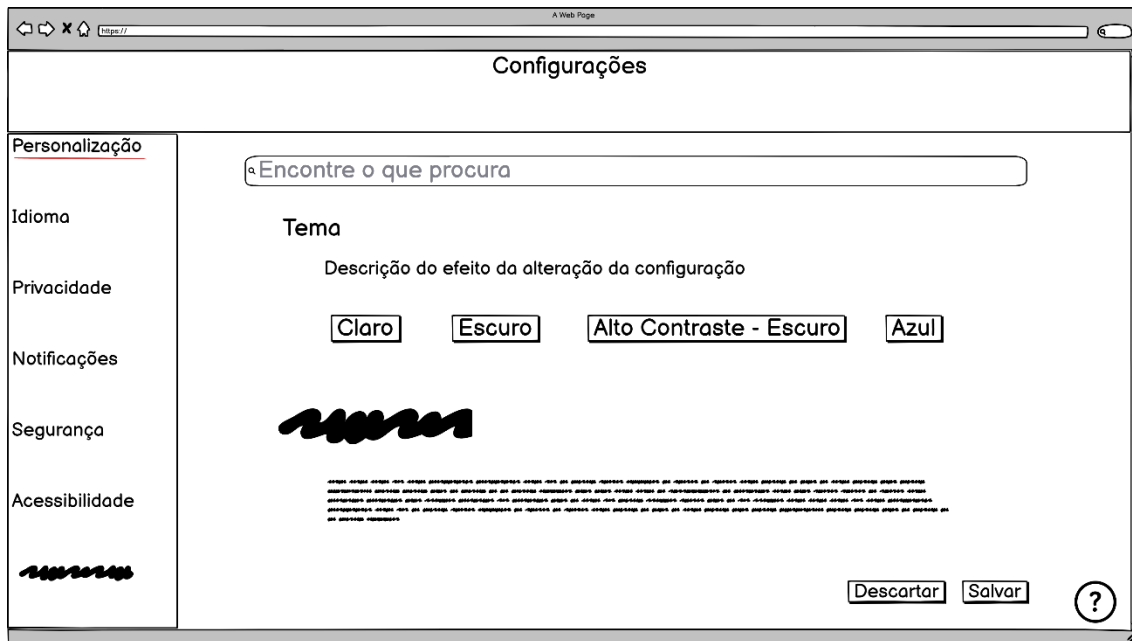 A Web Page
https://
Configurações
Personalização
Idioma
Privacidade
Notificações
Segurança
Acessibilidade
Encontre o que procura
Tema
Descrição do efeito da alteração da configuração
Claro
Escuro
Alto Contraste - Escuro
Azul
Descartar
Salvar
?